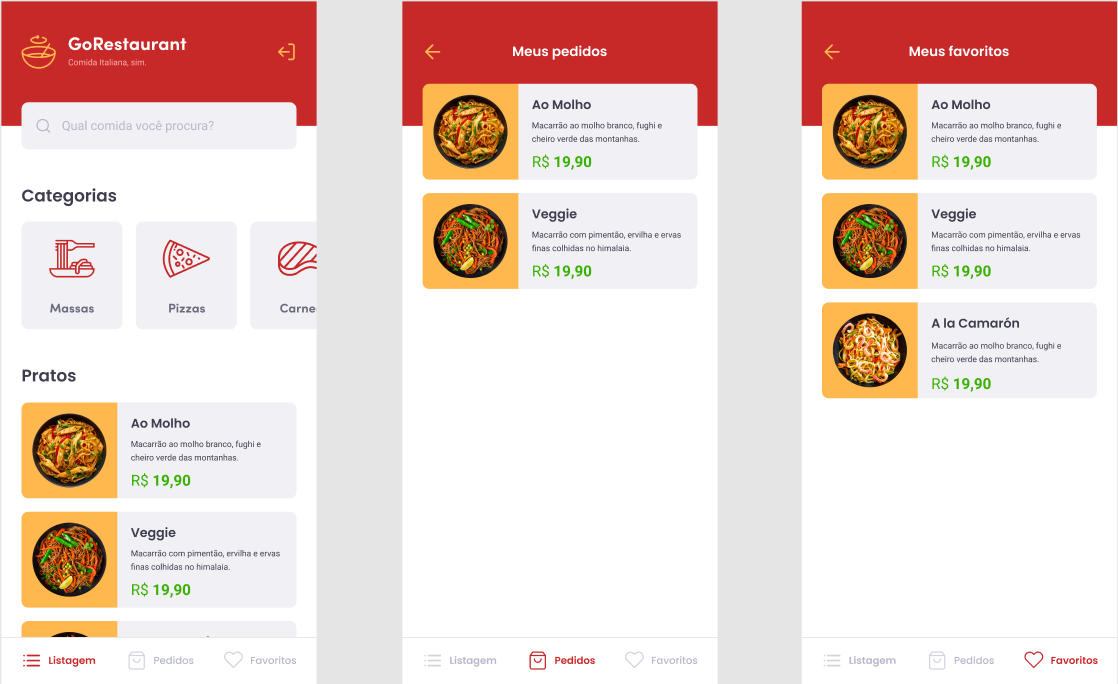 GoRestaurant
Comida Italiana, sim.
Qual comida você procura?
Categorias
Massas
Pizzas
Carne
Pratos
Ao Molho
Macarrão ao molho branco, fughi e
cheiro verde das montanhas.
R$ 19,90
Veggie
Macarrão com pimentão, ervilha e ervas
finas colhidas no himalaia.
R$ 19,90
Listagem
Pedidos
Favoritos
Meus pedidos
Ao Molho
Macarrão ao molho branco, fughi e
cheiro verde das montanhas.
R$ 19,90
Veggie
Macarrão com pimentão, ervilha e ervas
finas colhidas no himalaia.
R$ 19,90
Listagem
Pedidos
Favoritos
Meus favoritos
Ao Molho
Macarrão ao molho branco, fughi e
cheiro verde das montanhas.
R$ 19,90
Veggie
Macarrão com pimentão, ervilha e ervas
finas colhidas no himalaia.
R$ 19,90
A la Camarón
Macarrão ao molho branco, fughi e
cheiro verde das montanhas.
R$ 19,90
Listagem
Pedidos
Favoritos